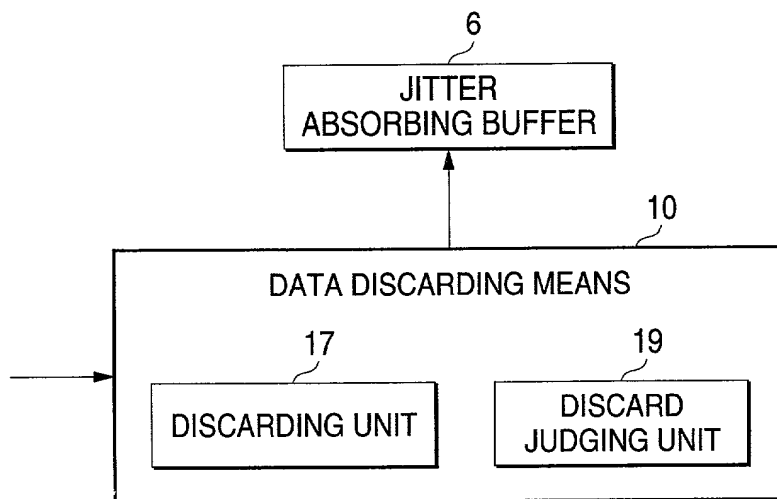 6
JITTER
ABSORBING BUFFER
10
DATA DISCARDING MEANS
17
DISCARDING UNIT
19
DISCARD
JUDGING UNIT